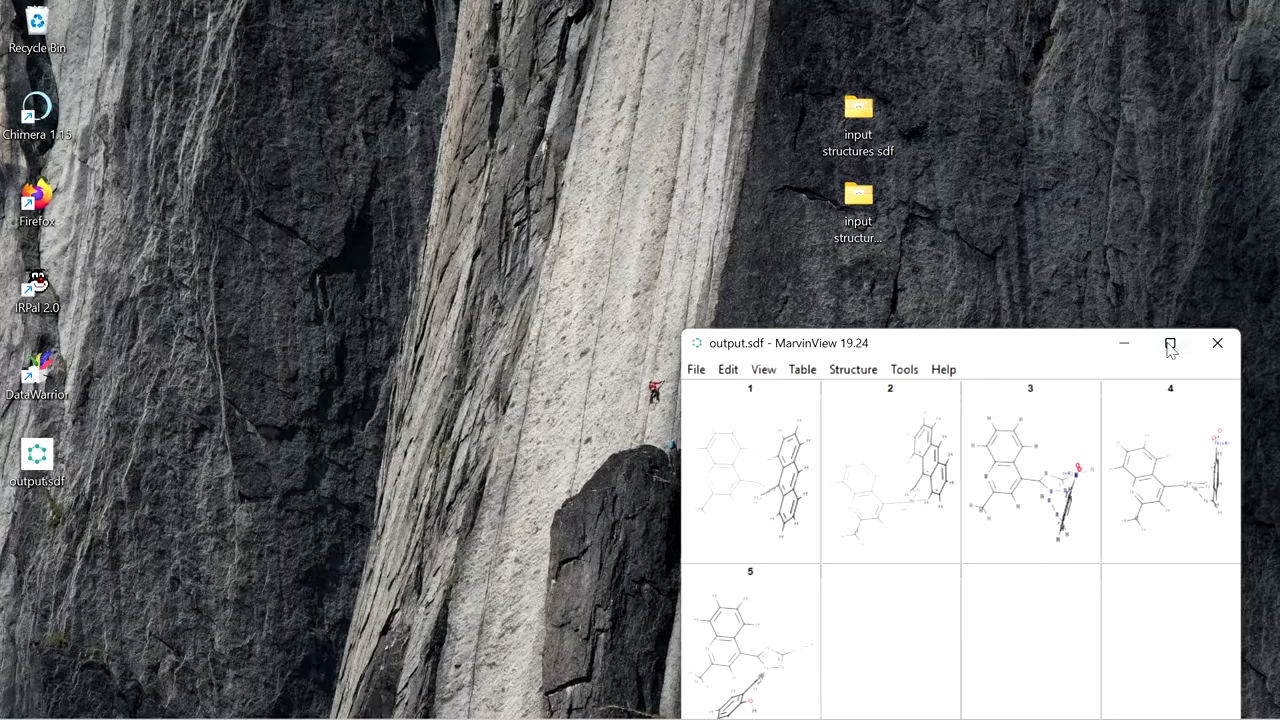 Recycle Bin
Chimera 1.15
Firefox
IRPal 2.0
DataWarrior
output.sdf
input
structures sdf
input
structur...
output.sdf - MarvinView 19.24
File Edit View Table Structure Tools Help
1 2 3 4
5